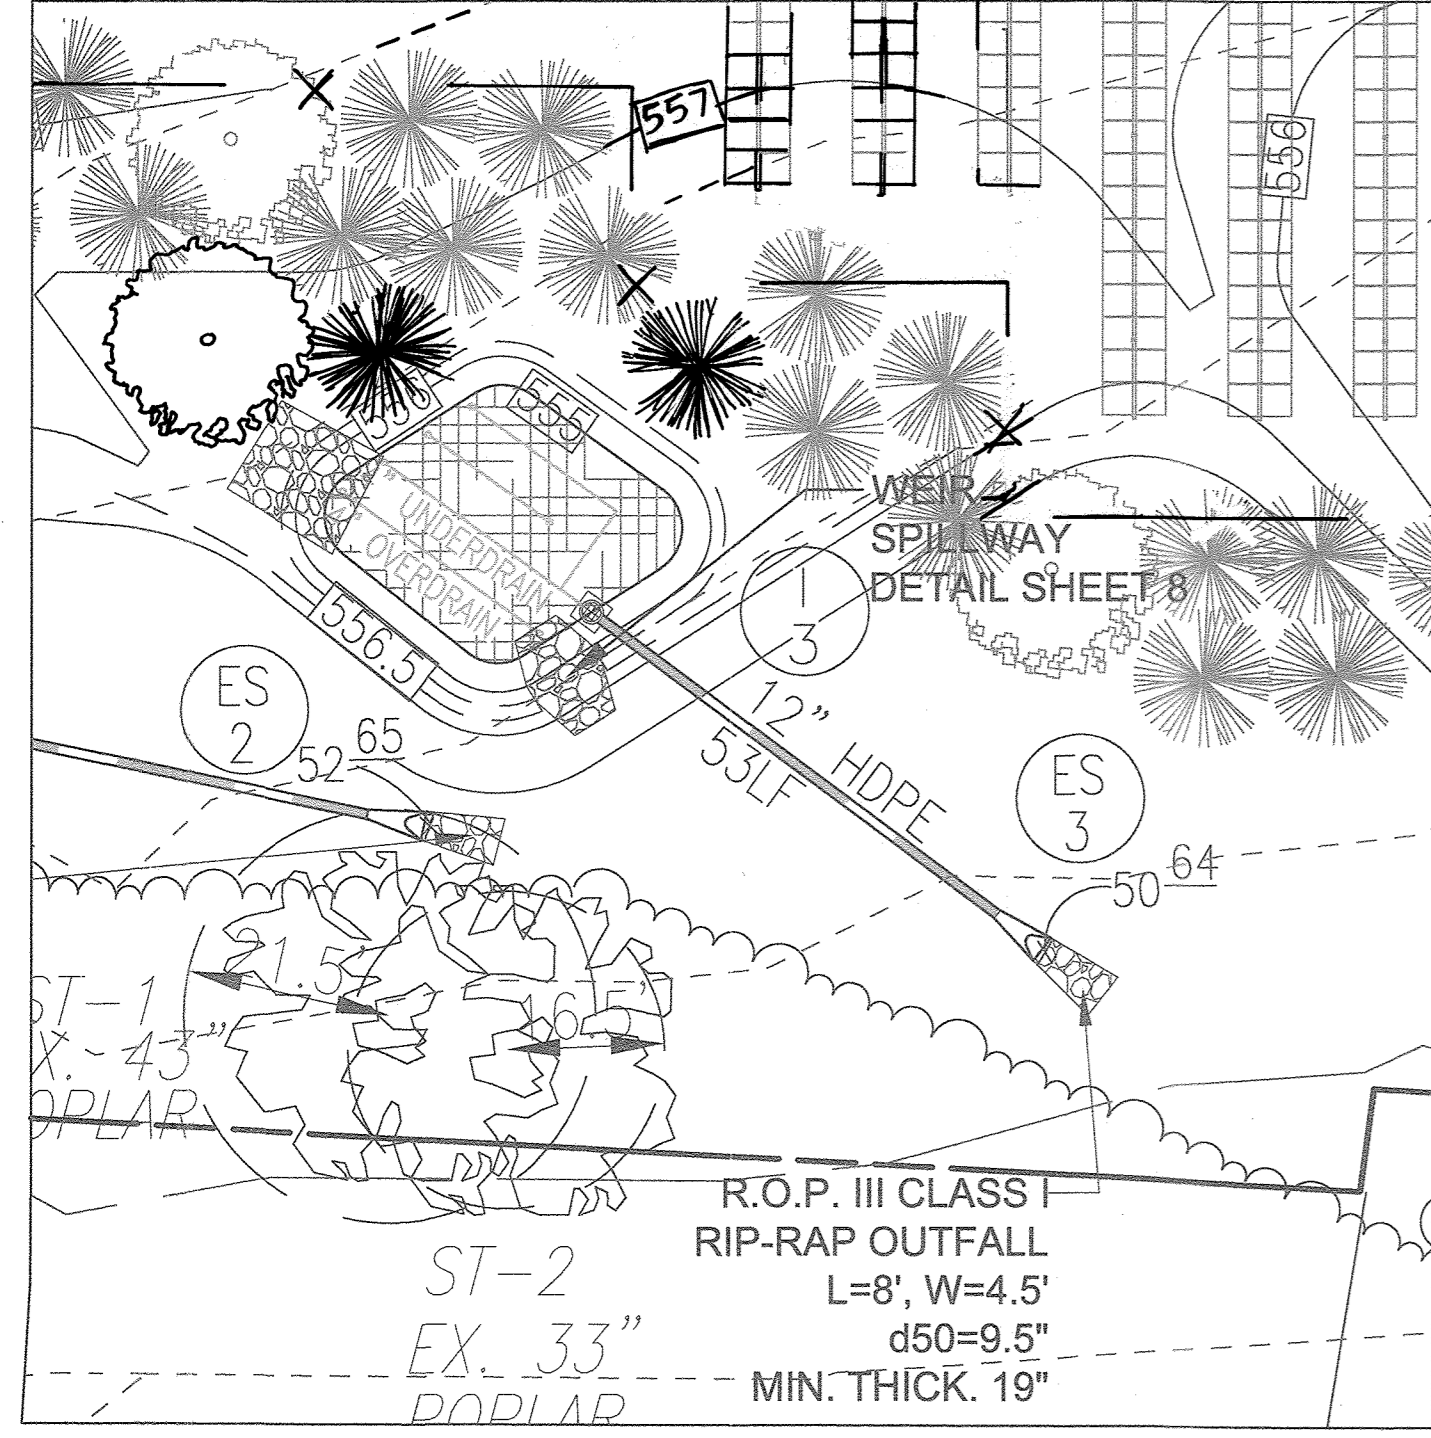 557
556
555
WEIR
SPILLWAY
DETAIL SHEET 8
UNDERDRAIN
OVERDRAIN
556.5
I
3
ES
2
52 65
12"
HDPE
53LF
ES
3
50 64
21.5'
16.5'
ST-1
X. 43"
OPLAR
R.O.P. III CLASS I
RIP-RAP OUTFALL
L=8', W=4.5'
d50=9.5"
MIN. THICK. 19"
ST-2
EX. 33"
POPLAR